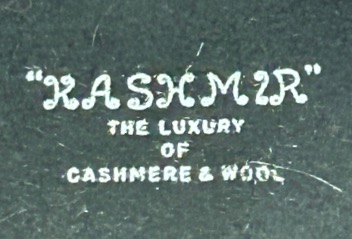 "KASHMIR"
THE LUXURY
OF
CASHMERE & WOOL